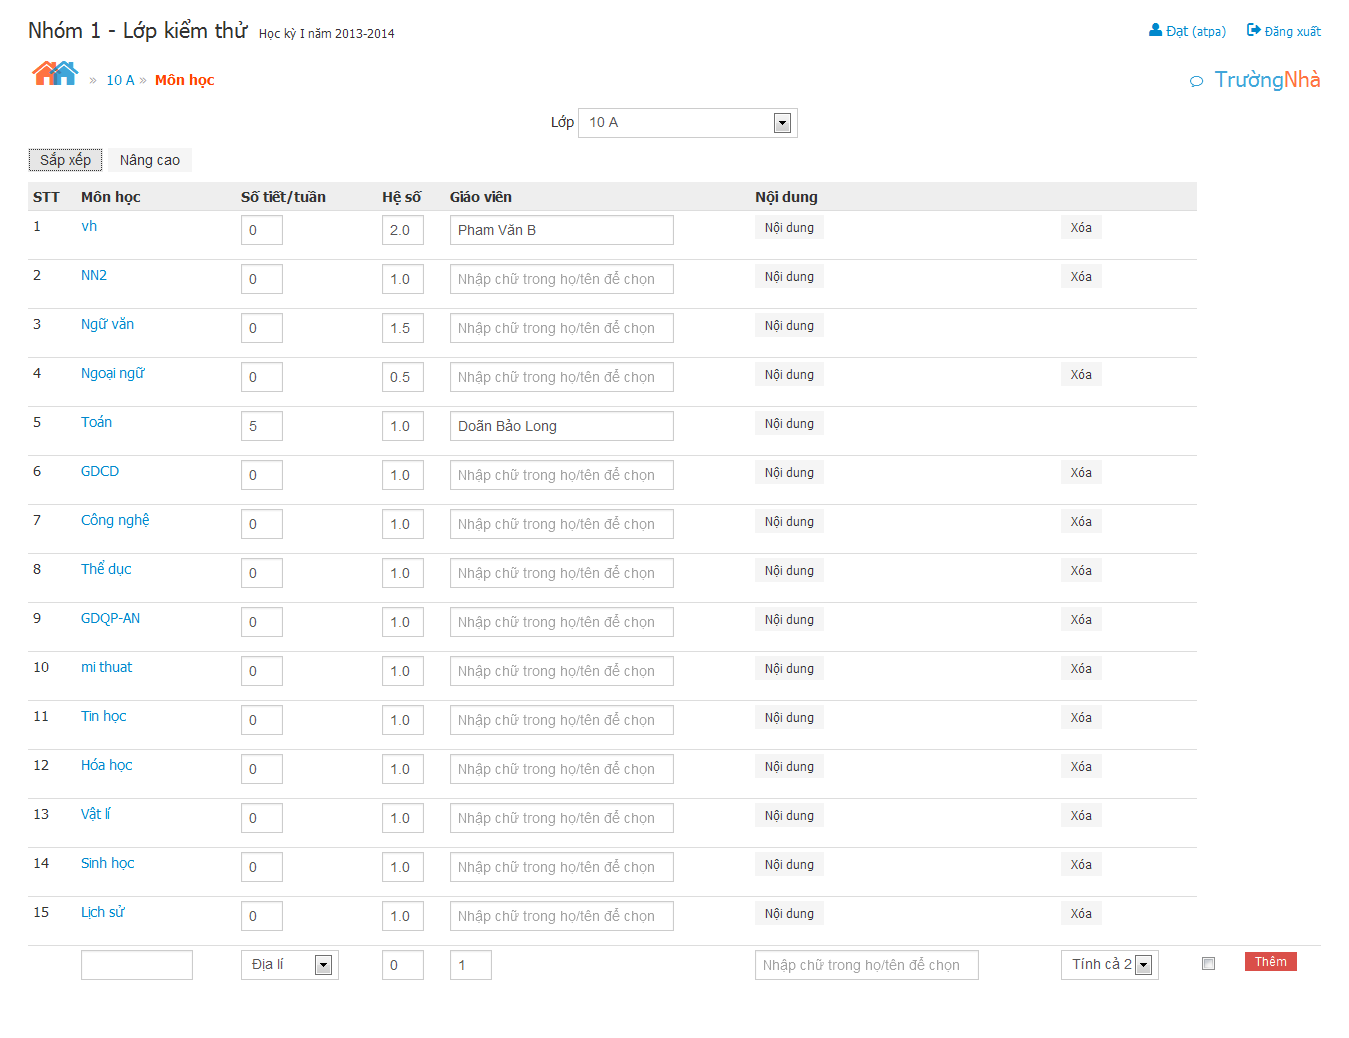 Nhóm 1 - Lớp kiểm thử Học kỳ I năm 2013-2014
Đạt (atpa) Đăng xuất
» 10 A » Môn học
TrườngNhà
Lớp 10 A
Sắp xếp Nâng cao
STT Môn học Số tiết/tuần Hệ số Giáo viên Nội dung
1 vh 0 2.0 Pham Văn B Nội dung Xóa
2 NN2 0 1.0 Nhập chữ trong họ/tên để chọn Nội dung Xóa
3 Ngữ văn 0 1.5 Nhập chữ trong họ/tên để chọn Nội dung
4 Ngoại ngữ 0 0.5 Nhập chữ trong họ/tên để chọn Nội dung Xóa
5 Toán 5 1.0 Doãn Bảo Long Nội dung
6 GDCD 0 1.0 Nhập chữ trong họ/tên để chọn Nội dung Xóa
7 Công nghệ 0 1.0 Nhập chữ trong họ/tên để chọn Nội dung Xóa
8 Thể dục 0 1.0 Nhập chữ trong họ/tên để chọn Nội dung Xóa
9 GDQP-AN 0 1.0 Nhập chữ trong họ/tên để chọn Nội dung Xóa
10 mi thuat 0 1.0 Nhập chữ trong họ/tên để chọn Nội dung Xóa
11 Tin học 0 1.0 Nhập chữ trong họ/tên để chọn Nội dung Xóa
12 Hóa học 0 1.0 Nhập chữ trong họ/tên để chọn Nội dung Xóa
13 Vật lí 0 1.0 Nhập chữ trong họ/tên để chọn Nội dung Xóa
14 Sinh học 0 1.0 Nhập chữ trong họ/tên để chọn Nội dung Xóa
15 Lịch sử 0 1.0 Nhập chữ trong họ/tên để chọn Nội dung Xóa
Địa lí 0 1 Nhập chữ trong họ/tên để chọn Tính cả 2 Thêm